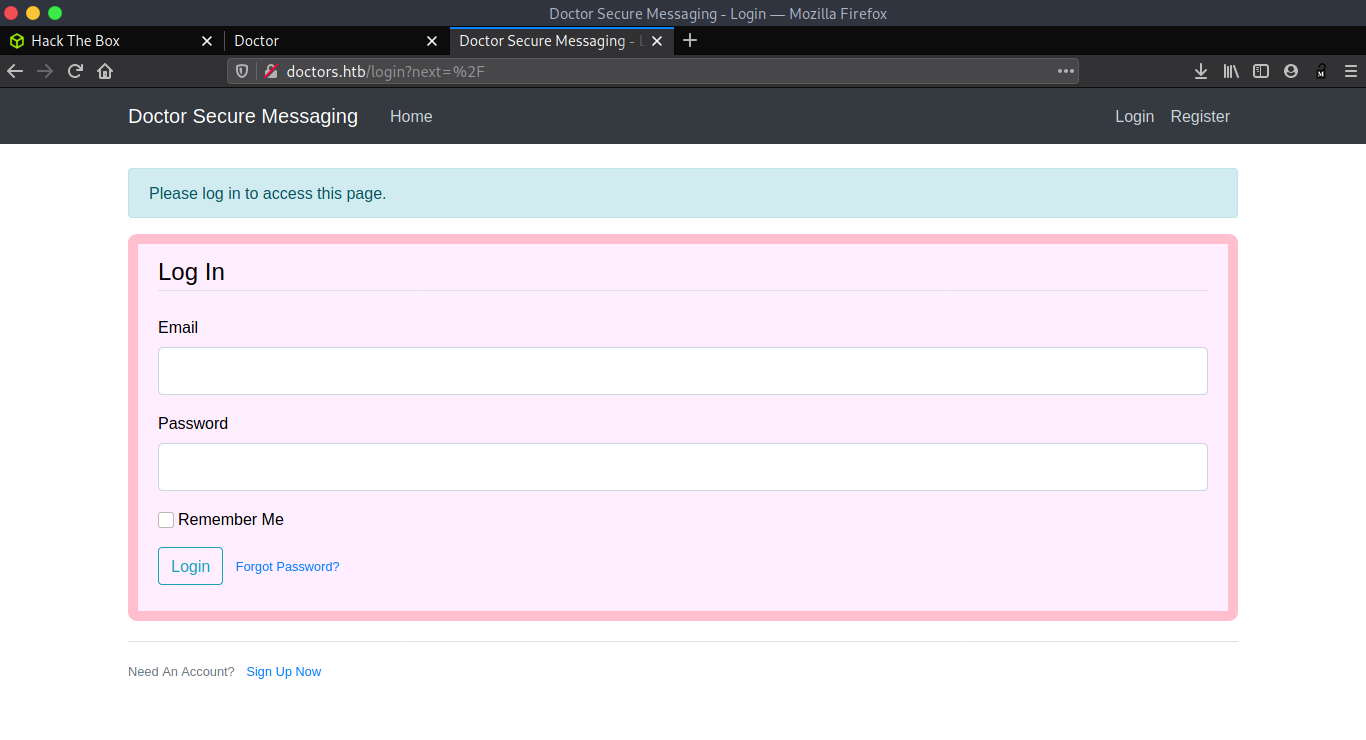 Doctor Secure Messaging - Login — Mozilla Firefox
Hack The Box
Doctor
Doctor Secure Messaging - L
doctors.htb/login?next=%2F
Doctor Secure Messaging
Home
Login
Register
Please log in to access this page.
Log In
Email
Password
Remember Me
Login
Forgot Password?
Need An Account? Sign Up Now